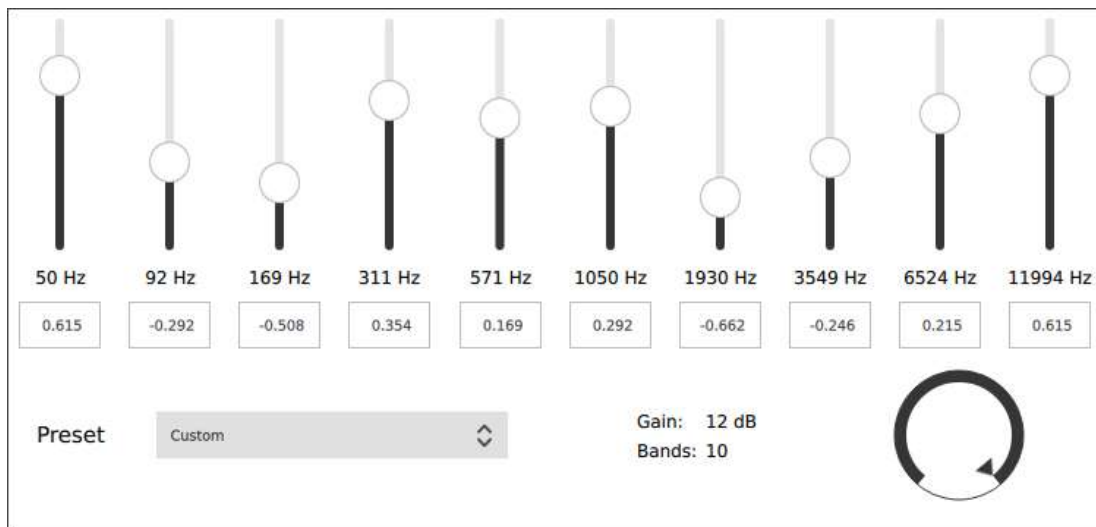 50 Hz 92 Hz 169 Hz 311 Hz 571 Hz 1050 Hz 1930 Hz 3549 Hz 6524 Hz 11994 Hz
0.615 -0.292 -0.508 0.354 0.169 0.292 -0.662 -0.246 0.215 0.615
Preset Custom Gain: 12 dB
Bands: 10